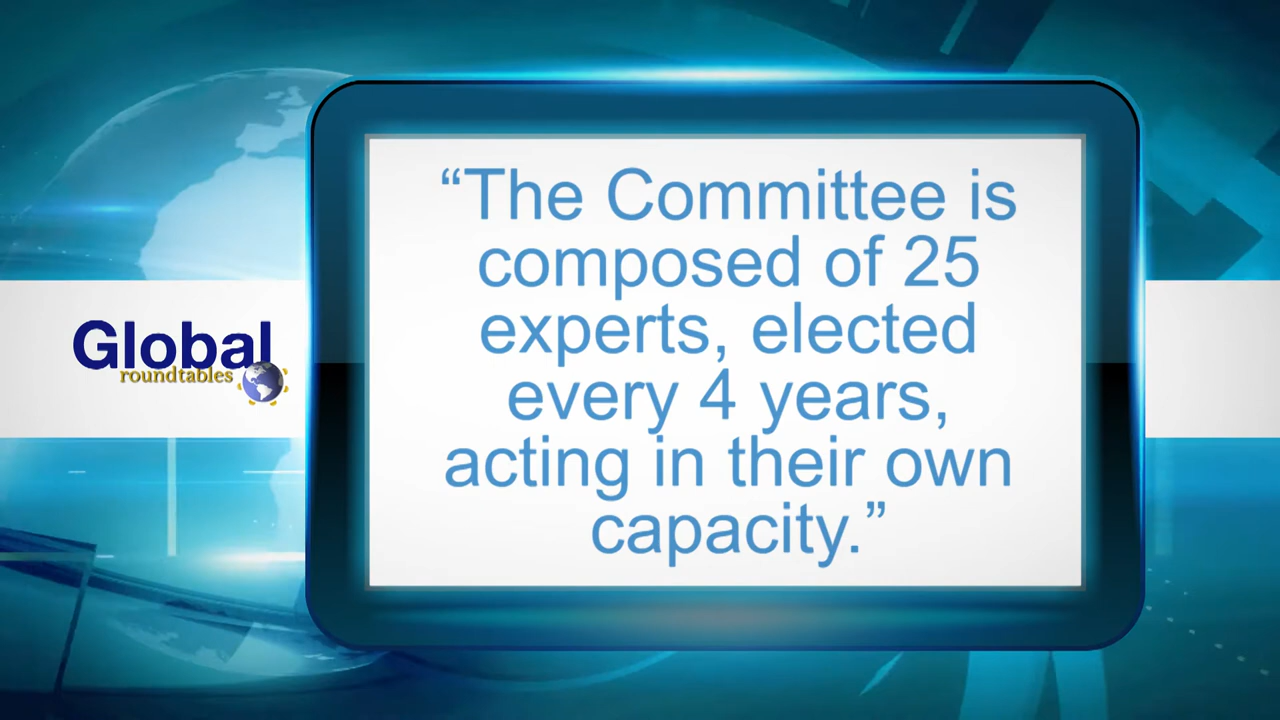 Global
roundtables
“The Committee is
composed of 25
experts, elected
every 4 years,
acting in their own
capacity.”